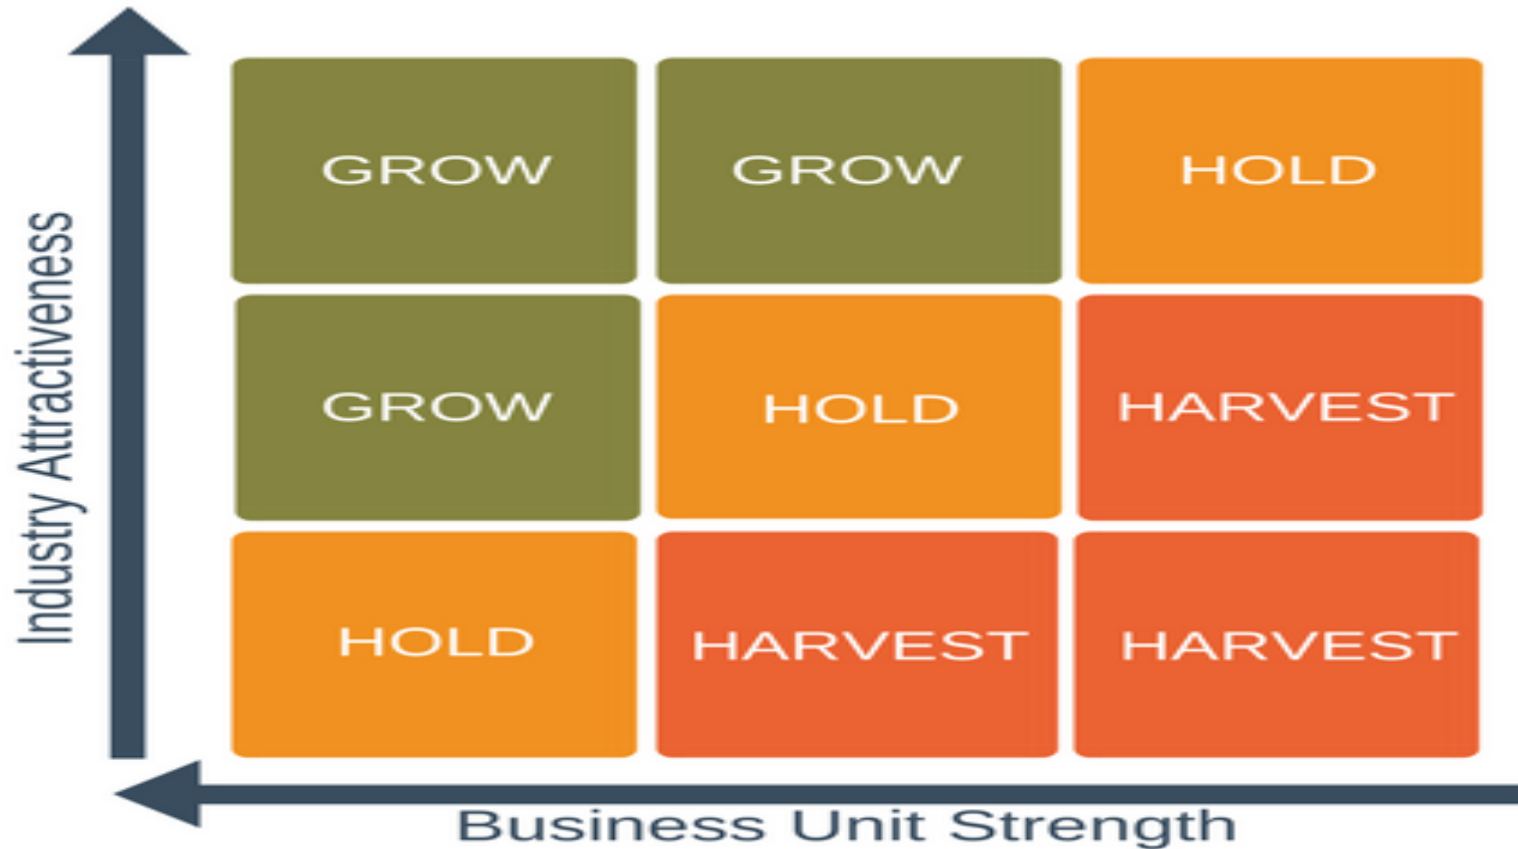 GROW
GROW
HOLD
Industry Attractiveness
GROW
HOLD
HARVEST
HOLD
HARVEST
HARVEST
Business Unit Strength